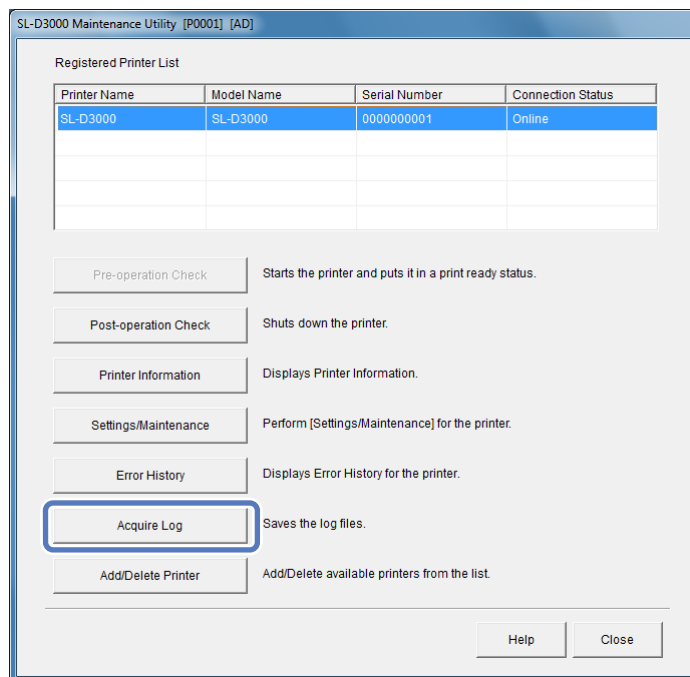 SL-D3000 Maintenance Utility [P0001] [AD]
Registered Printer List
Printer Name Model Name Serial Number Connection Status
SL-D3000 SL-D3000 0000000001 Online
Pre-operation Check Starts the printer and puts it in a print ready status.
Post-operation Check Shuts down the printer.
Printer Information Displays Printer Information.
Settings/Maintenance Perform [Settings/Maintenance] for the printer.
Error History Displays Error History for the printer.
Acquire Log Saves the log files.
Add/Delete Printer Add/Delete available printers from the list.
Help Close